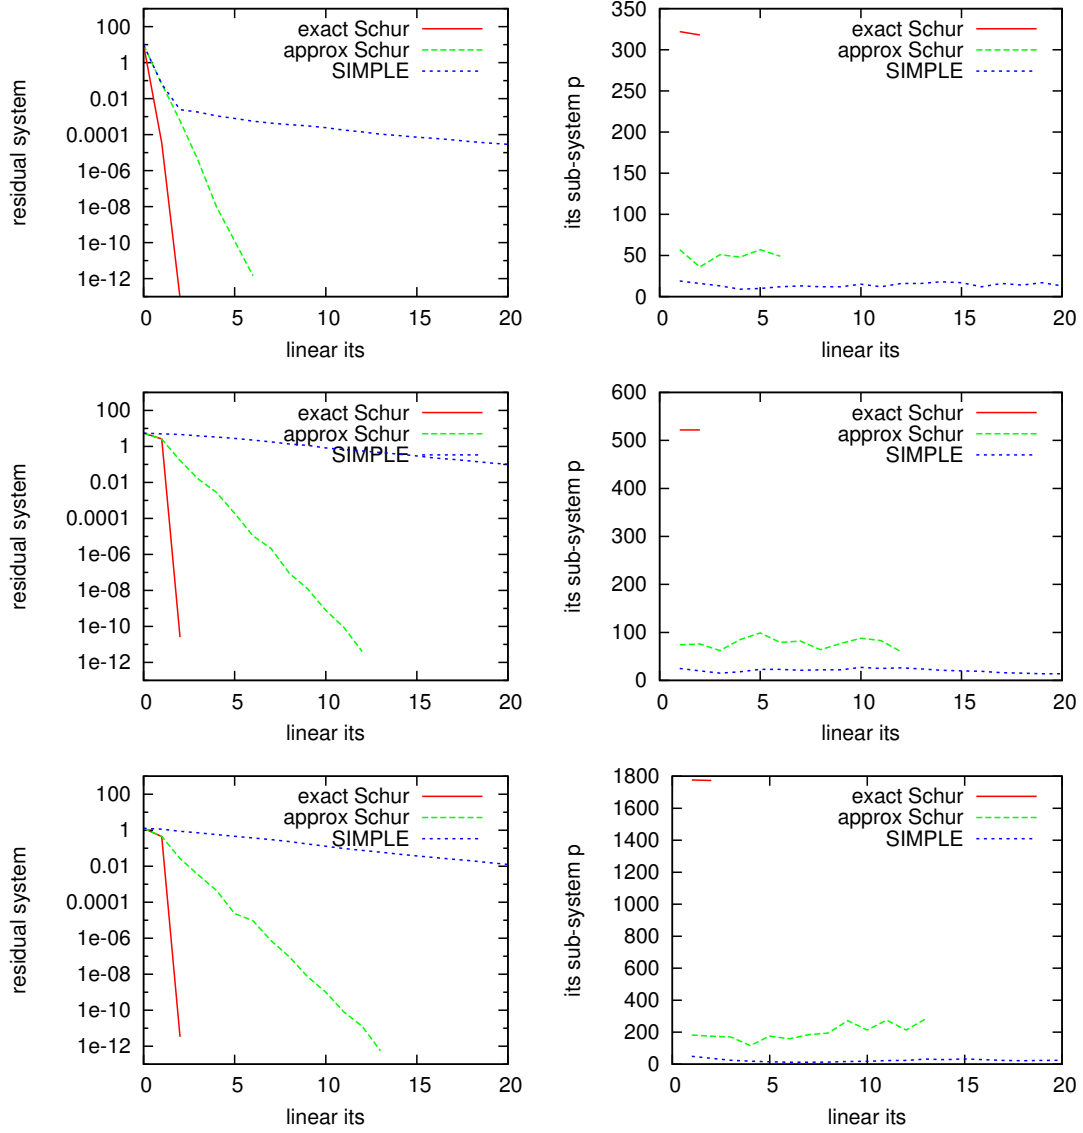 residual system
100
1
0.01
0.0001
1e-06
1e-08
1e-10
1e-12
exact Schur
approx Schur
SIMPLE
0 5 10 15 20
linear its
its sub-system p
350
300
250
200
150
100
50
0
exact Schur
approx Schur
SIMPLE
0 5 10 15 20
linear its
residual system
100
1
0.01
0.0001
1e-06
1e-08
1e-10
1e-12
exact Schur
approx Schur
SIMPLE
0 5 10 15 20
linear its
its sub-system p
600
500
400
300
200
100
0
exact Schur
approx Schur
SIMPLE
0 5 10 15 20
linear its
residual system
100
1
0.01
0.0001
1e-06
1e-08
1e-10
1e-12
exact Schur
approx Schur
SIMPLE
0 5 10 15 20
linear its
its sub-system p
1800
1600
1400
1200
1000
800
600
400
200
0
exact Schur
approx Schur
SIMPLE
0 5 10 15 20
linear its